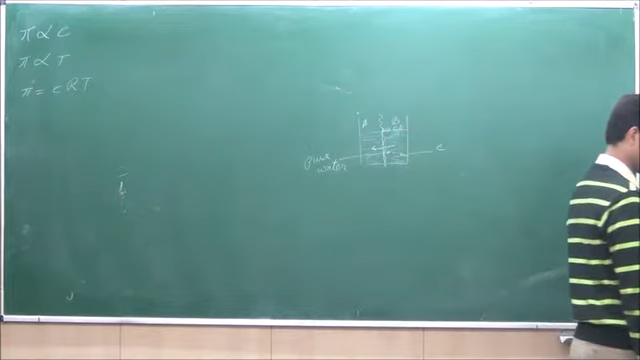 π ∝ C
π ∝ T
π = CRT
A
B
Pure
water
C